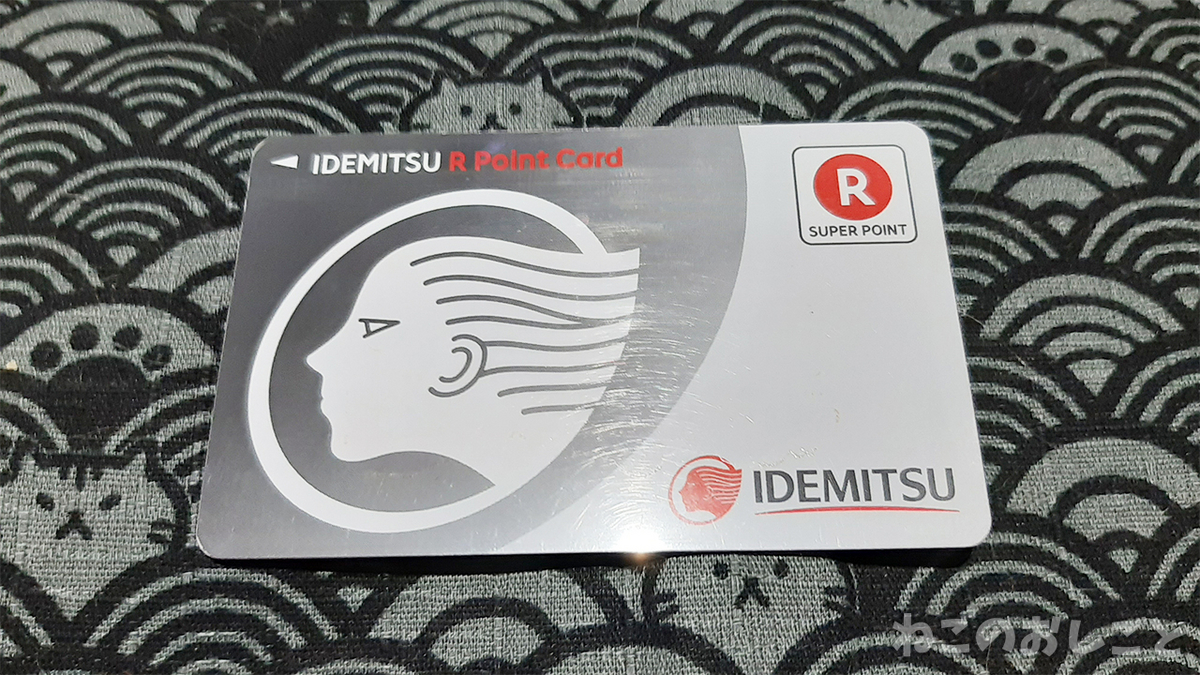 IDEMITSU R Point Card
R
SUPER POINT
IDEMITSU
ねこのおしごと